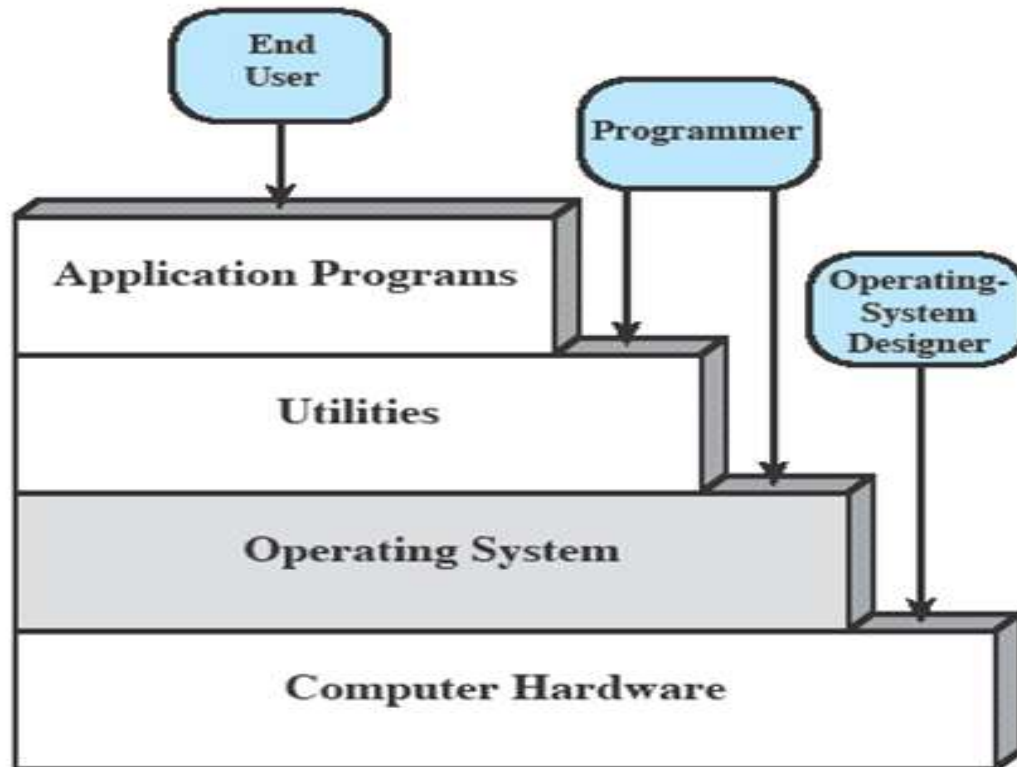 End
User
Programmer
Application Programs
Operating-
System
Designer
Utilities
Operating System
Computer Hardware